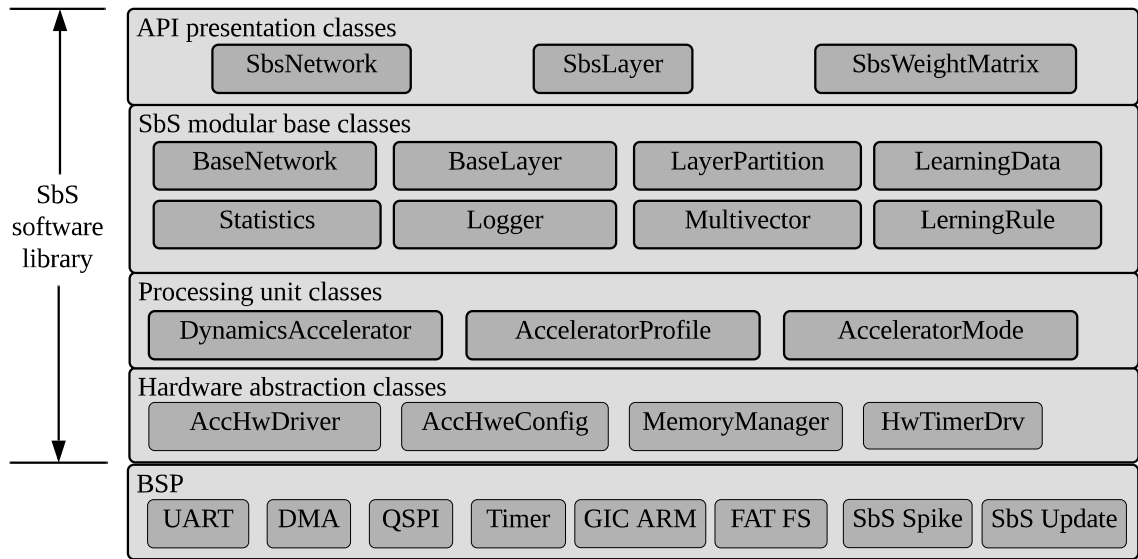 API presentation classes
SbsNetwork
SbsLayer
SbsWeightMatrix
SbS modular base classes
BaseNetwork
BaseLayer
LayerPartition
LearningData
Statistics
Logger
Multivector
LerningRule
SbS
software
library
Processing unit classes
DynamicsAccelerator
AcceleratorProfile
AcceleratorMode
Hardware abstraction classes
AccHwDriver
AccHweConfig
MemoryManager
HwTimerDrv
BSP
UART
DMA
QSPI
Timer
GIC ARM
FAT FS
SbS Spike
SbS Update